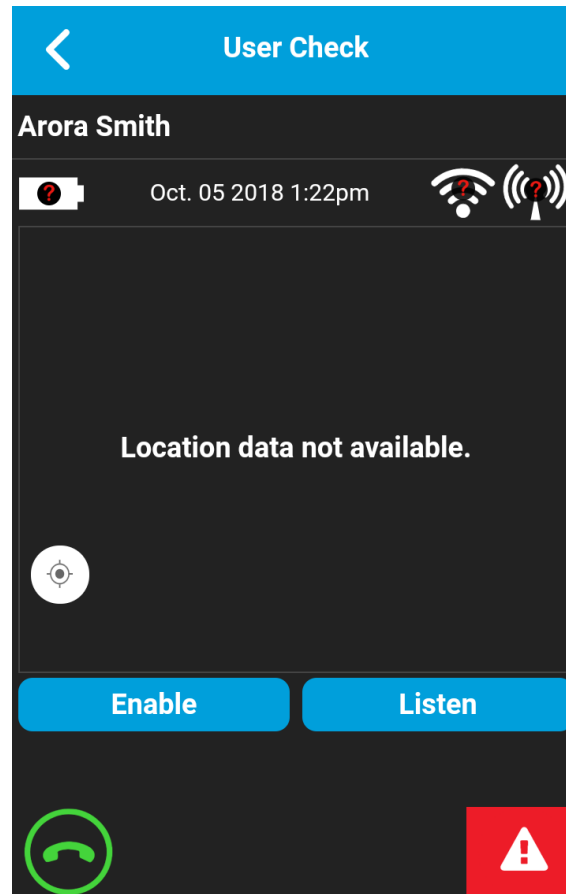 User Check
Arora Smith
? Oct. 05 2018 1:22pm ? ?
Location data not available.
Enable Listen